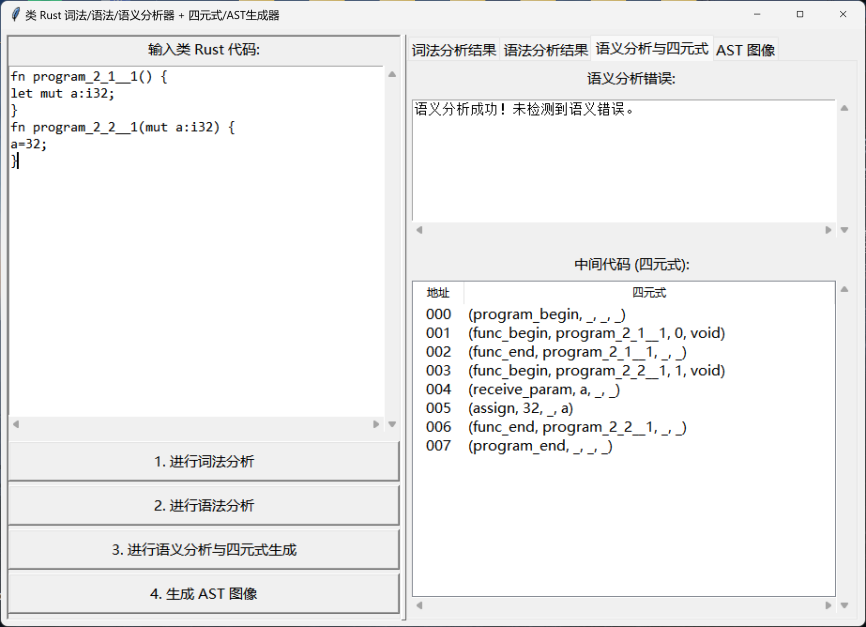 类 Rust 词法/语法/语义分析器 + 四元式/AST生成器
输入类 Rust 代码:
fn program_2_1__1() {
let mut a:i32;
}
fn program_2_2__1(mut a:i32) {
a=32;
}
1. 进行词法分析
2. 进行语法分析
3. 进行语义分析与四元式生成
4. 生成 AST 图像
词法分析结果 语法分析结果 语义分析与四元式 AST 图像
语义分析错误:
语义分析成功！未检测到语义错误。
中间代码 (四元式):
地址 四元式
000 (program_begin, _, _, _)
001 (func_begin, program_2_1__1, 0, void)
002 (func_end, program_2_1__1, _, _)
003 (func_begin, program_2_2__1, 1, void)
004 (receive_param, a, _, _)
005 (assign, 32, _, a)
006 (func_end, program_2_2__1, _, _)
007 (program_end, _, _, _)